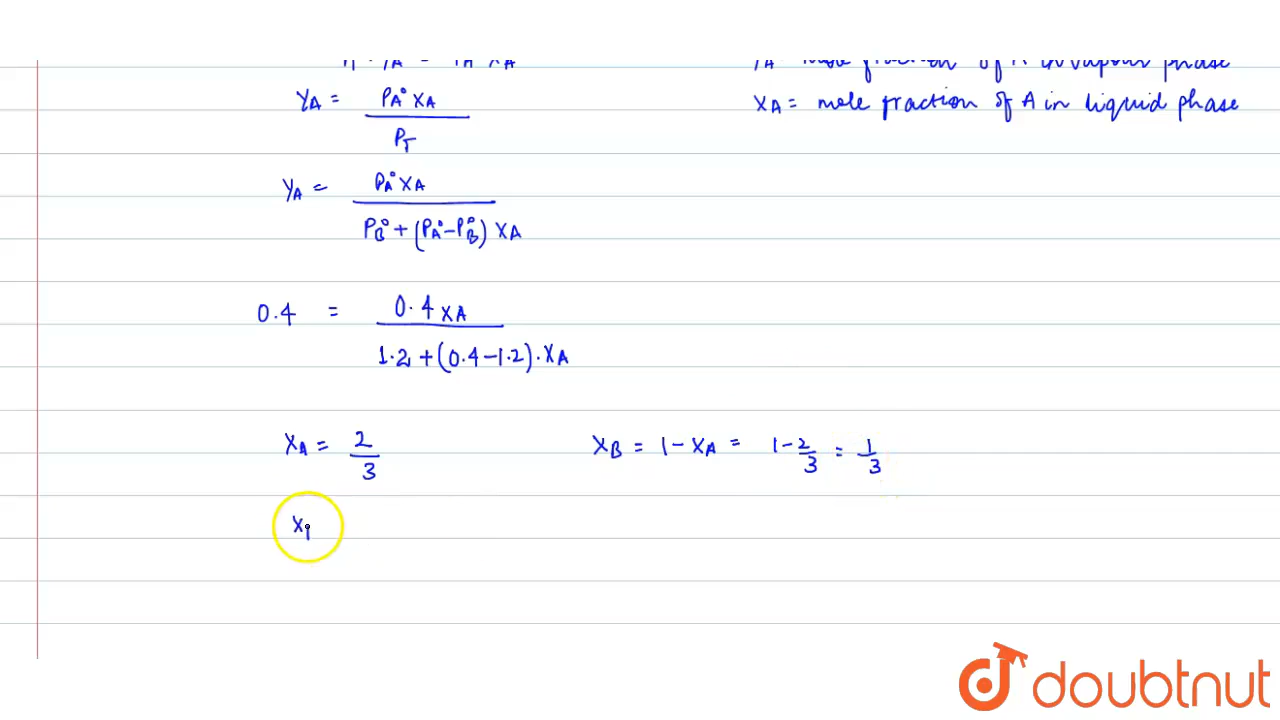 YA = PA° XA / PT
XA = mole fraction of A in liquid phase
YA = PA° XA / PB° + (PA° - PB°) XA
0.4 = 0.4 XA / 1.2 + (0.4 - 1.2) . XA
XA = 2/3
XB = 1 - XA = 1 - 2/3 = 1/3
X
doubtnut